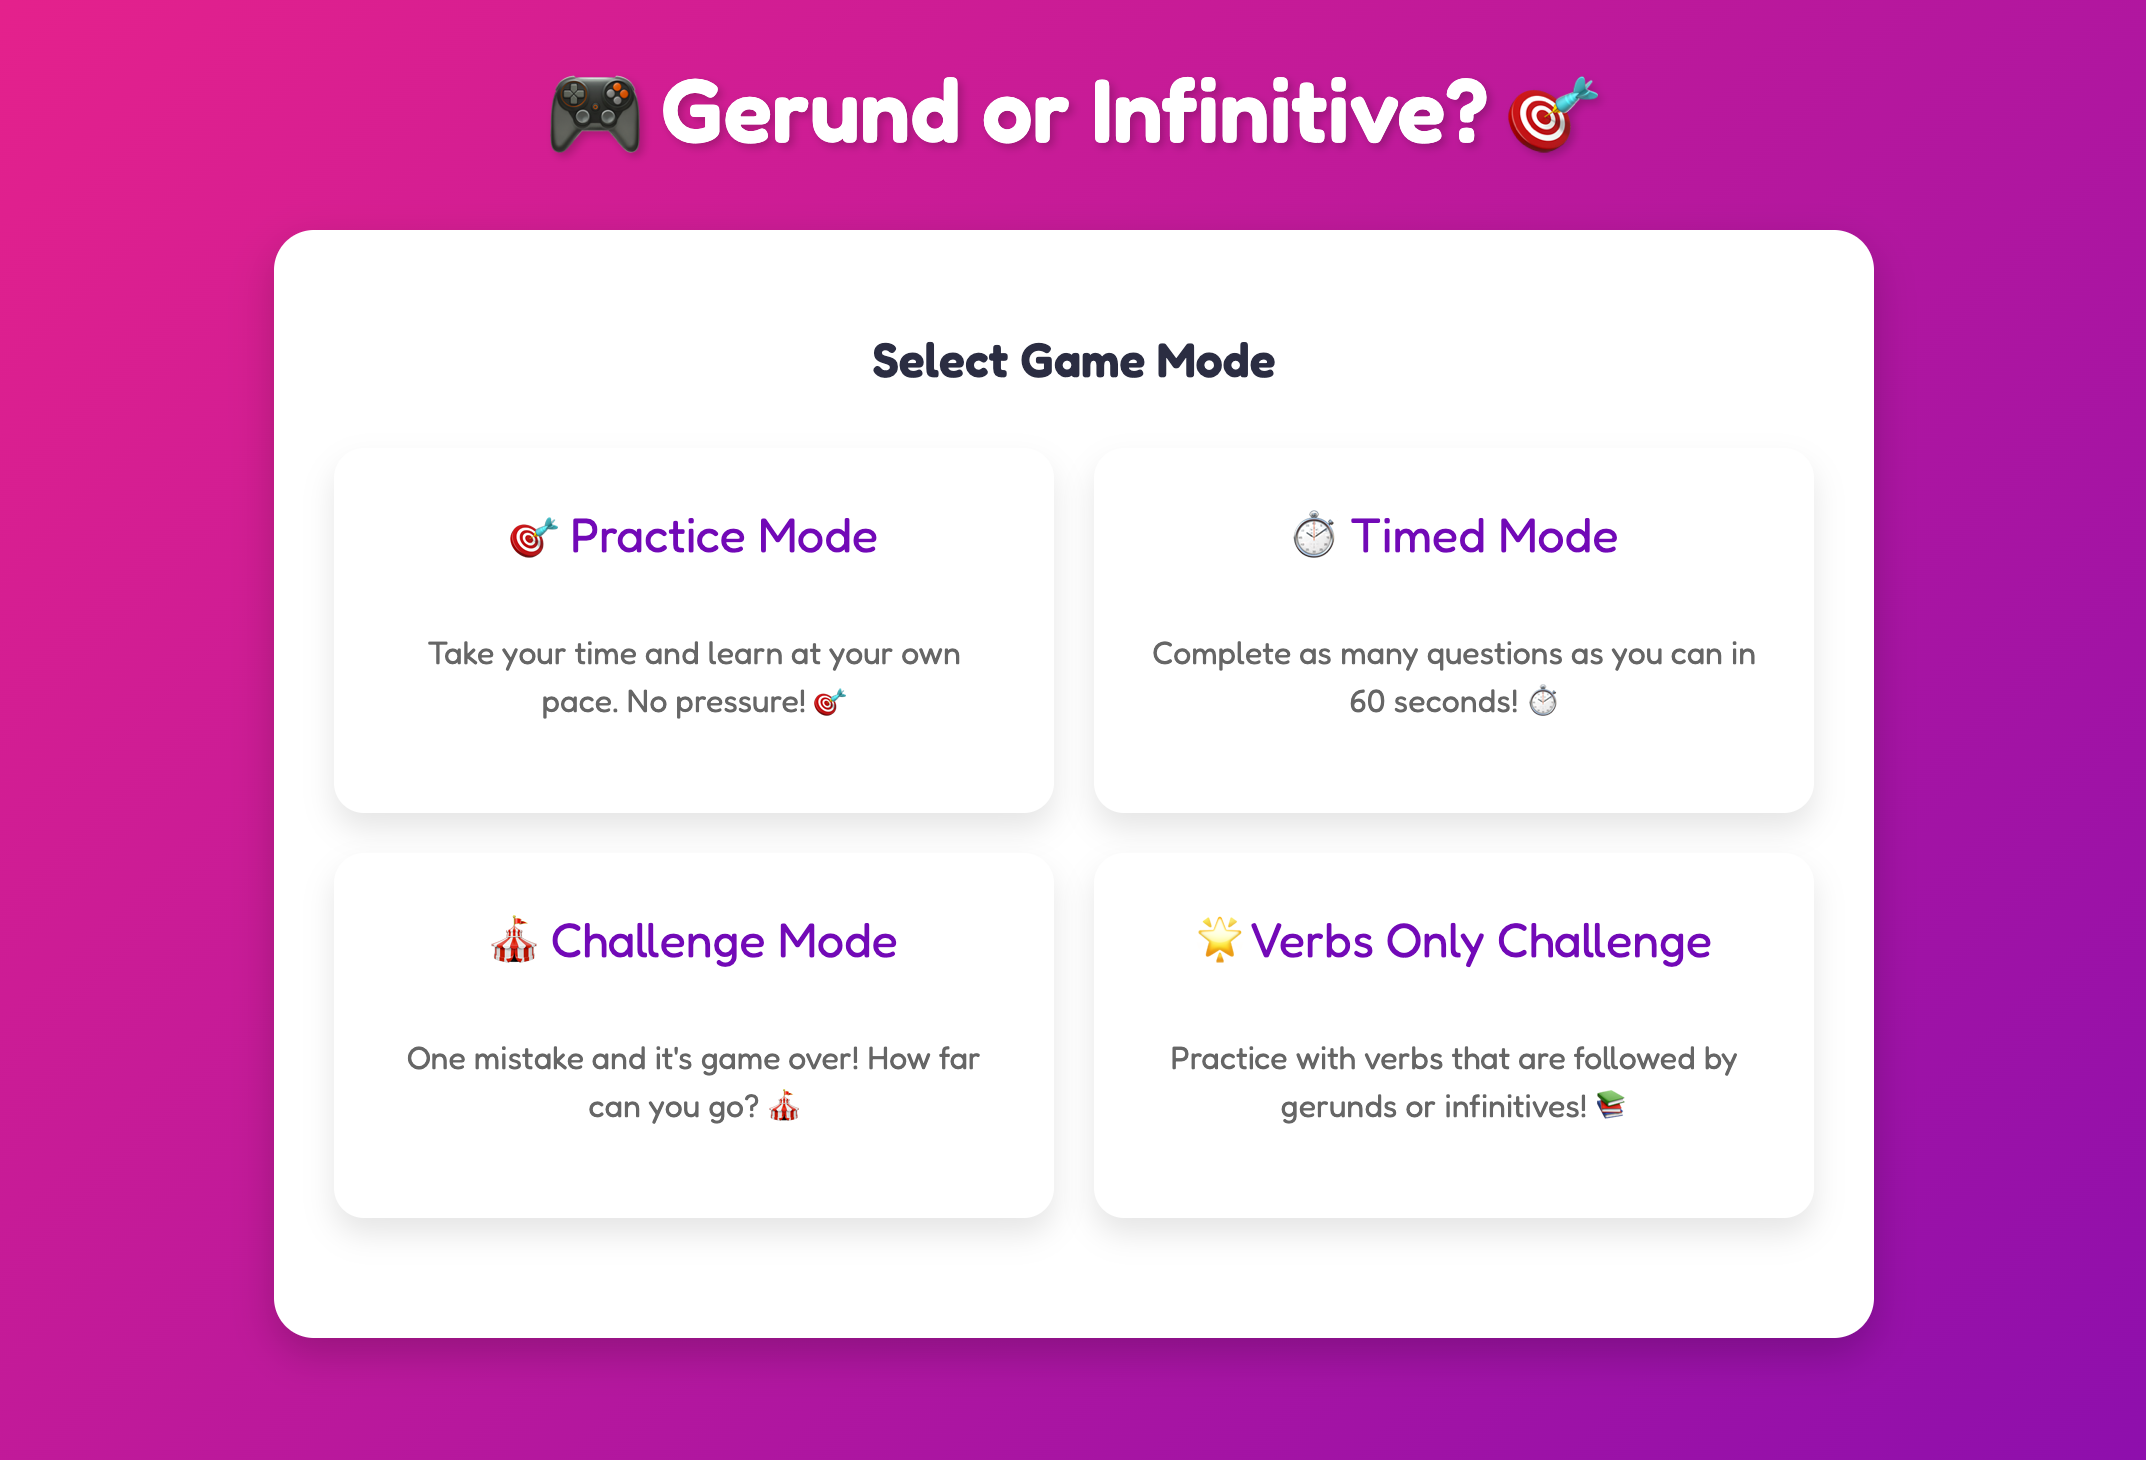 🎮 Gerund or Infinitive? 🎯
Select Game Mode
🎯 Practice Mode
Take your time and learn at your own
pace. No pressure! 🎯
⏱️ Timed Mode
Complete as many questions as you can in
60 seconds! ⏱️
🎪 Challenge Mode
One mistake and it's game over! How far
can you go? 🎪
🌟 Verbs Only Challenge
Practice with verbs that are followed by
gerunds or infinitives! 📚